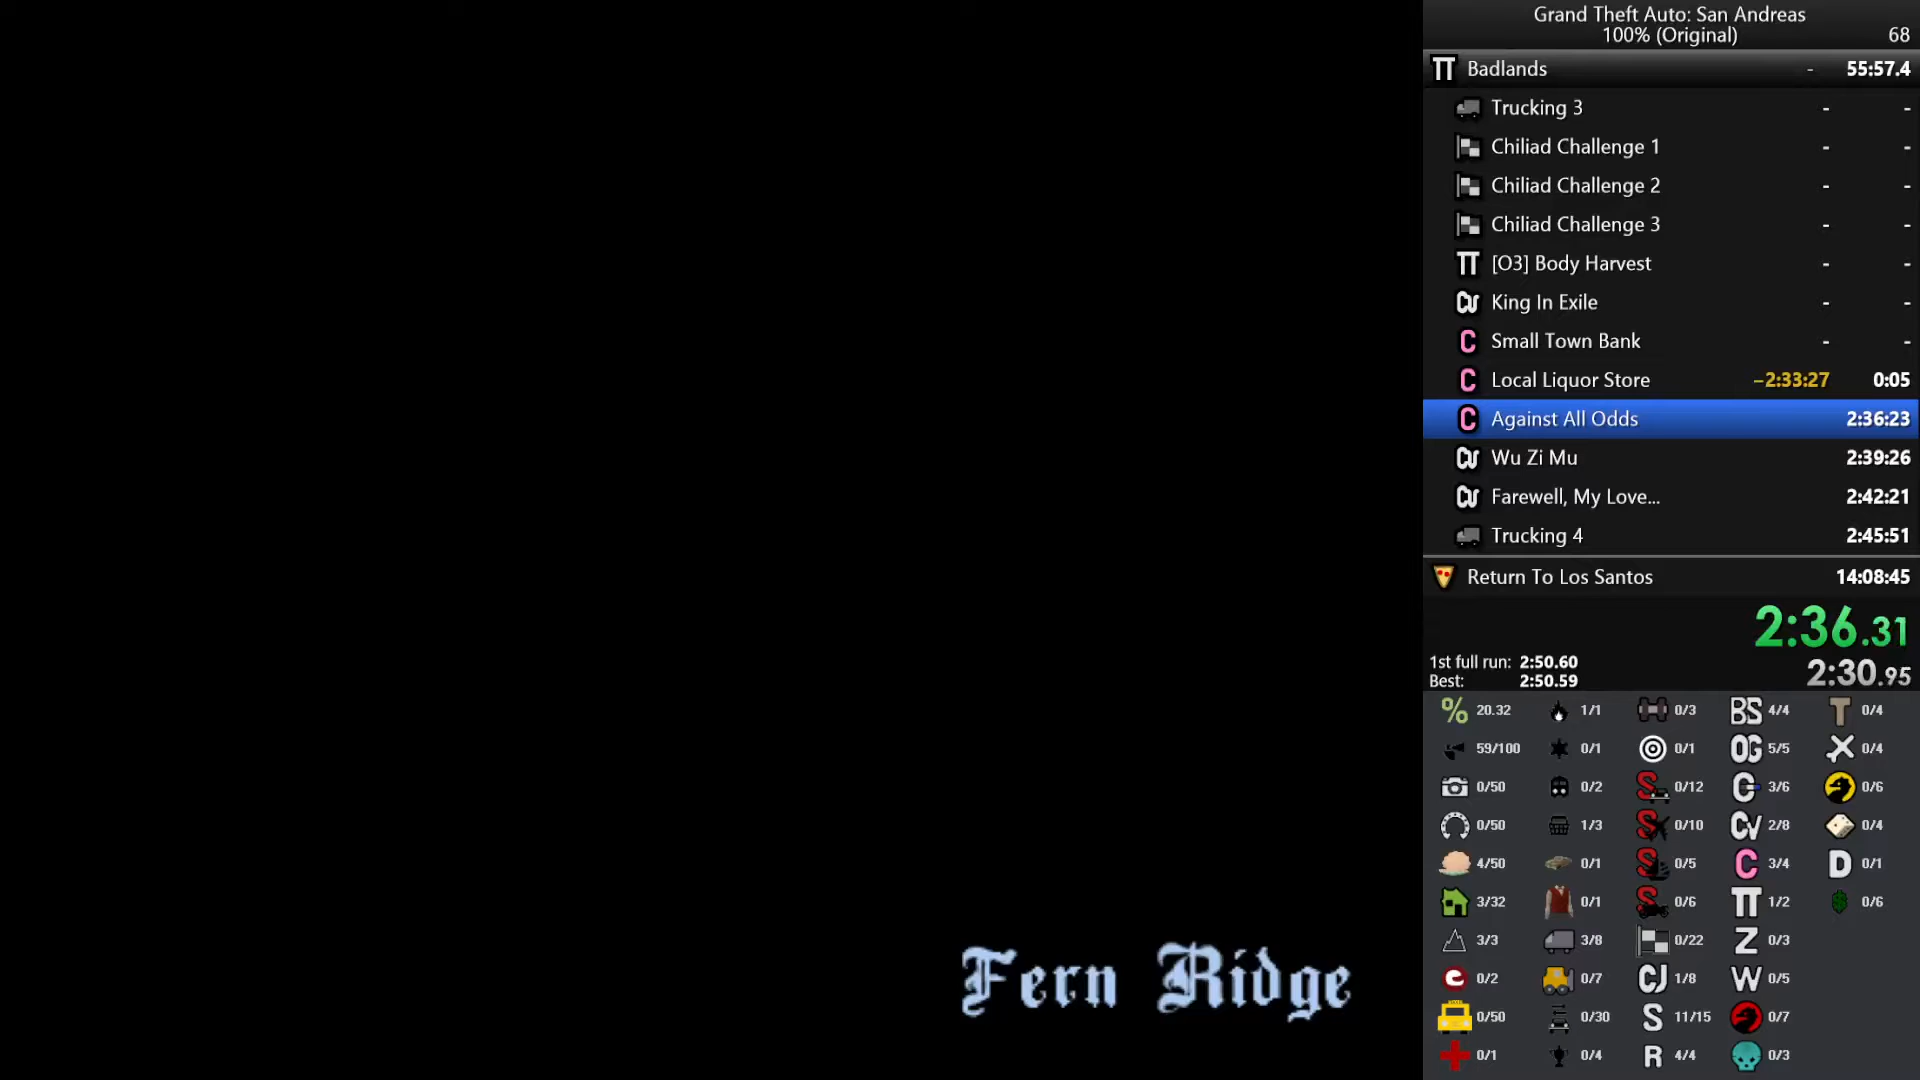 Grand Theft Auto: San Andreas
100% (Original) 68
Badlands - 55:57.4
Trucking 3 - -
Chiliad Challenge 1 - -
Chiliad Challenge 2 - -
Chiliad Challenge 3 - -
[O3] Body Harvest - -
King In Exile - -
Small Town Bank - -
Local Liquor Store −2:33:27 0:05
Against All Odds 2:36:23
Wu Zi Mu 2:39:26
Farewell, My Love... 2:42:21
Trucking 4 2:45:51
Return To Los Santos 14:08:45
2:36.31
1st full run: 2:50.60
Best: 2:50.59
2:30.95
% 20.32 1/1 0/3 BS 4/4 T 0/4
59/100 0/1 0/1 OG 5/5 0/4
0/50 0/2 S 0/12 C 3/6 0/6
0/50 1/3 S 0/10 CV 2/8 0/4
4/50 0/1 S 0/5 C 3/4 D 0/1
3/32 0/1 S 0/6 TT 1/2 0/6
3/3 3/8 0/22 Z 0/3
e 0/2 0/7 CJ 1/8 W 0/5
0/50 0/30 S 11/15 0/7
0/1 0/4 R 4/4 0/3
Fern Ridge